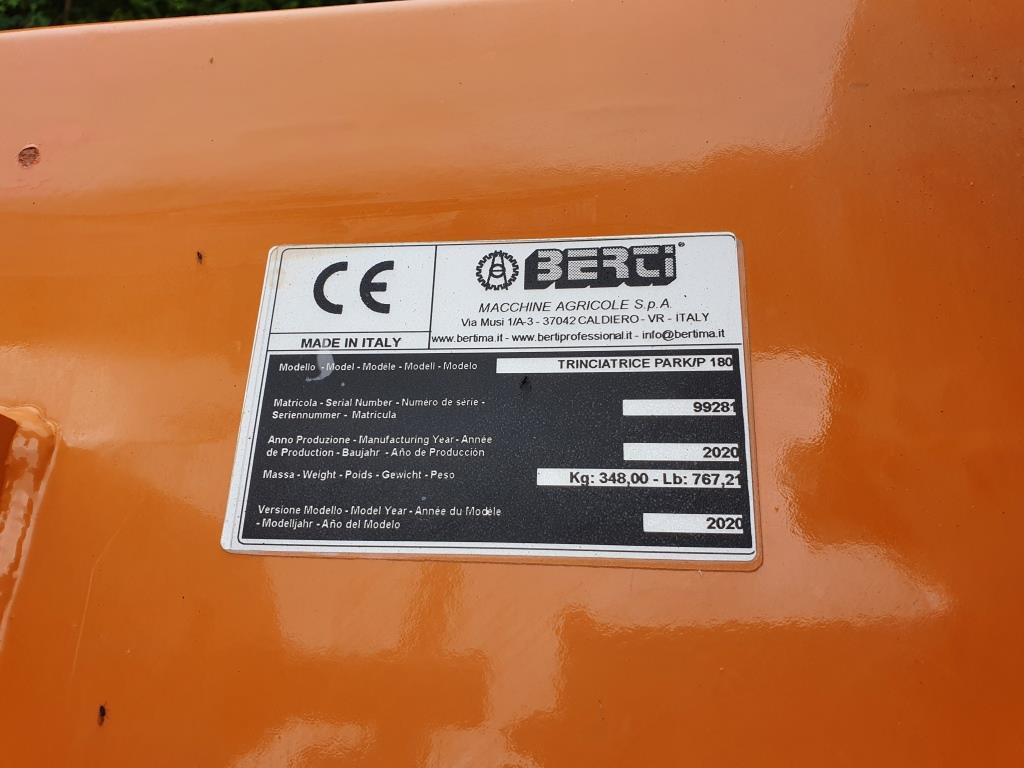 CE
BERTI®
MADE IN ITALY
MACCHINE AGRICOLE S.p.A.
Via Musi 1/A-3 - 37042 CALDIERO - VR - ITALY
www.bertima.it - www.bertiprofessional.it - info@bertima.it
Modello - Model - Modèle - Modell - Modelo TRINCIATRICE PARK/P 180
Matricola - Serial Number - Numéro de série -
Seriennummer - Matrícula 99281
Anno Produzione - Manufacturing Year - Année
de Production - Baujahr - Año de Producción 2020
Massa - Weight - Poids - Gewicht - Peso Kg: 348,00 - Lb: 767,21
Versione Modello - Model Year - Année du Modèle
- Modelljahr - Año del Modelo 2020